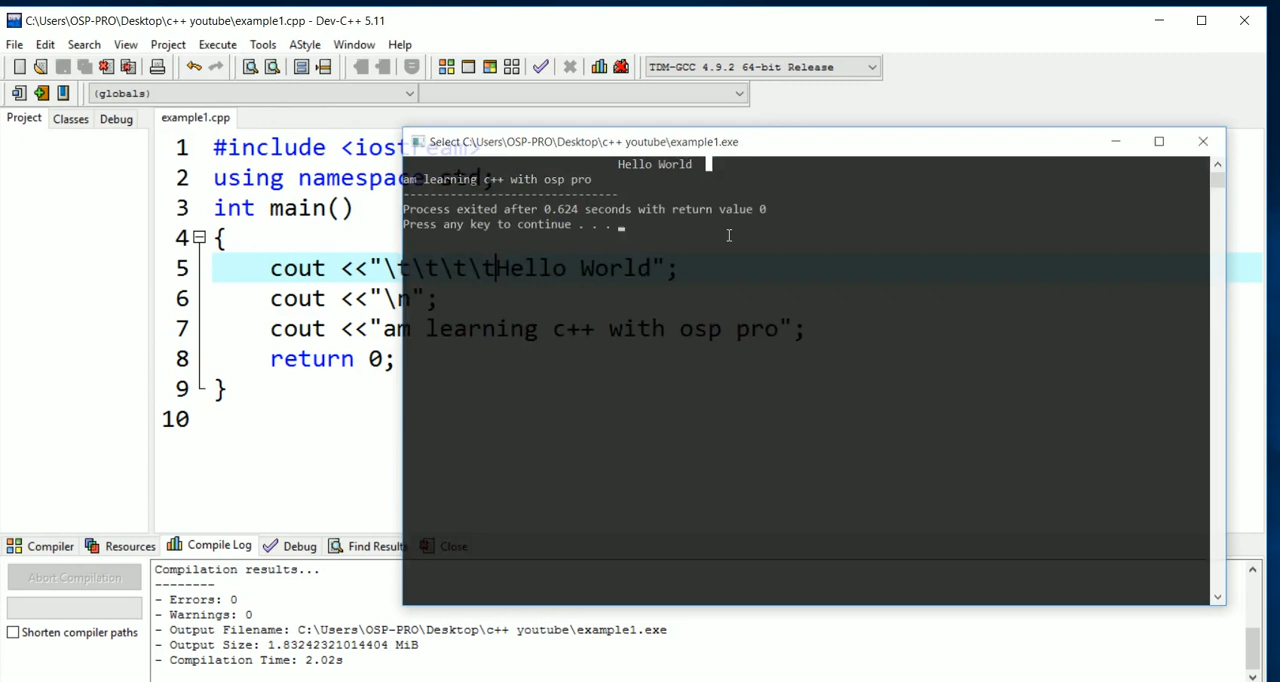 C:\Users\OSP-PRO\Desktop\c++ youtube\example1.cpp - Dev-C++ 5.11
File Edit Search View Project Execute Tools AStyle Window Help
TDM-GCC 4.9.2 64-bit Release
(globals)
Project Classes Debug example1.cpp
Select C:\Users\OSP-PRO\Desktop\c++ youtube\example1.exe
Hello World
am learning c++ with osp pro
--------------------------------
Process exited after 0.624 seconds with return value 0
Press any key to continue . . .
1 #include <iostream>
2 using namespace std;
3 int main()
4 {
5 cout <<"\t\t\t\tHello World";
6 cout <<"\n";
7 cout <<"am learning c++ with osp pro";
8 return 0;
9 }
10
Compiler Resources Compile Log Debug Find Results Close
Abort Compilation
Shorten compiler paths
Compilation results...
--------
- Errors: 0
- Warnings: 0
- Output Filename: C:\Users\OSP-PRO\Desktop\c++ youtube\example1.exe
- Output Size: 1.83242321014404 MiB
- Compilation Time: 2.02s